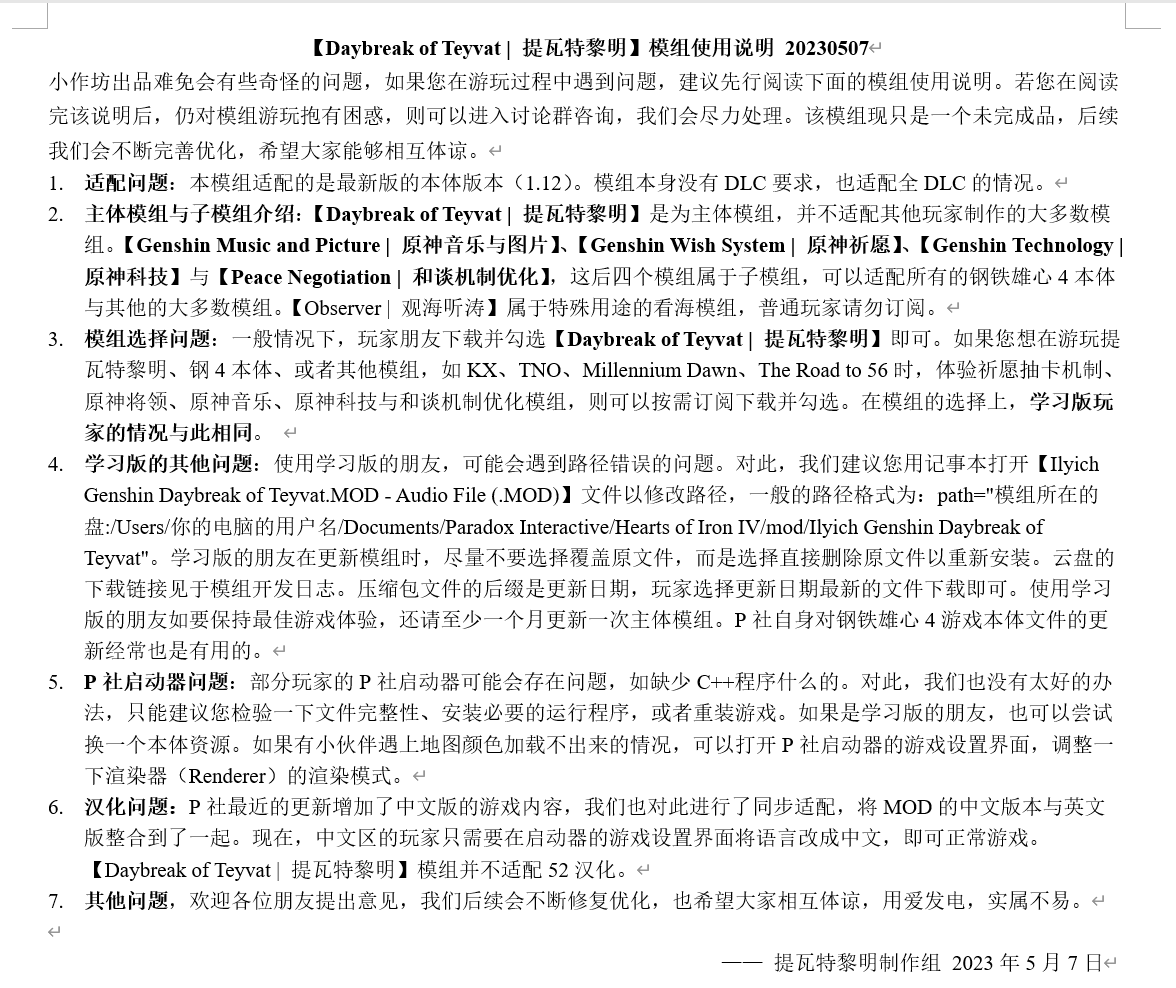 【Daybreak of Teyvat | 提瓦特黎明】模组使用说明 20230507
小作坊出品难免会有些奇怪的问题，如果您在游玩过程中遇到问题，建议先行阅读下面的模组使用说明。若您在阅读
完该说明后，仍对模组游玩抱有困惑，则可以进入讨论群咨询，我们会尽力处理。该模组现只是一个未完成品，后续
我们会不断完善优化，希望大家能够相互体谅。
1. 适配问题：本模组适配的是最新版的本体版本（1.12）。模组本身没有 DLC 要求，也适配全 DLC 的情况。
2. 主体模组与子模组介绍：【Daybreak of Teyvat | 提瓦特黎明】是为主体模组，并不适配其他玩家制作的大多数模
组。【Genshin Music and Picture | 原神音乐与图片】、【Genshin Wish System | 原神祈愿】、【Genshin Technology |
原神科技】与【Peace Negotiation | 和谈机制优化】，这后四个模组属于子模组，可以适配所有的钢铁雄心 4 本体
与其他的大多数模组。【Observer | 观海听涛】属于特殊用途的看海模组，普通玩家请勿订阅。
3. 模组选择问题：一般情况下，玩家朋友下载并勾选【Daybreak of Teyvat | 提瓦特黎明】即可。如果您想在游玩提
瓦特黎明、钢 4 本体、或者其他模组，如 KX、TNO、Millennium Dawn、The Road to 56 时，体验祈愿抽卡机制、
原神将领、原神音乐、原神科技与和谈机制优化模组，则可以按需订阅下载并勾选。在模组的选择上，学习版玩
家的情况与此相同。
4. 学习版的其他问题：使用学习版的朋友，可能会遇到路径错误的问题。对此，我们建议您用记事本打开【Ilyich
Genshin Daybreak of Teyvat.MOD - Audio File (.MOD)】文件以修改路径，一般的路径格式为：path="模组所在的
盘:/Users/你的电脑的用户名/Documents/Paradox Interactive/Hearts of Iron IV/mod/Ilyich Genshin Daybreak of
Teyvat"。学习版的朋友在更新模组时，尽量不要选择覆盖原文件，而是选择直接删除原文件以重新安装。云盘的
下载链接见于模组开发日志。压缩包文件的后缀是更新日期，玩家选择更新日期最新的文件下载即可。使用学习
版的朋友如要保持最佳游戏体验，还请至少一个月更新一次主体模组。P 社自身对钢铁雄心 4 游戏本体文件的更
新经常也是有用的。
5. P 社启动器问题：部分玩家的 P 社启动器可能会存在问题，如缺少 C++程序什么的。对此，我们也没有太好的办
法，只能建议您检验一下文件完整性、安装必要的运行程序，或者重装游戏。如果是学习版的朋友，也可以尝试
换一个本体资源。如果有小伙伴遇上地图颜色加载不出来的情况，可以打开 P 社启动器的游戏设置界面，调整一
下渲染器（Renderer）的渲染模式。
6. 汉化问题：P 社最近的更新增加了中文版的游戏内容，我们也对此进行了同步适配，将 MOD 的中文版本与英文
版整合到了一起。现在，中文区的玩家只需要在启动器的游戏设置界面将语言改成中文，即可正常游戏。
【Daybreak of Teyvat | 提瓦特黎明】模组并不适配 52 汉化。
7. 其他问题，欢迎各位朋友提出意见，我们后续会不断修复优化，也希望大家相互体谅，用爱发电，实属不易。
—— 提瓦特黎明制作组 2023 年 5 月 7 日